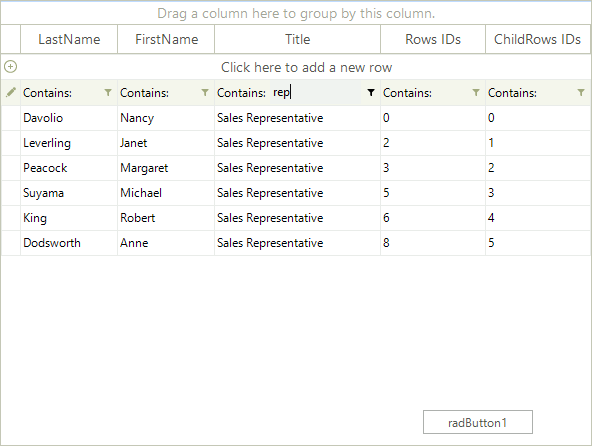 Drag a column here to group by this column.
LastName FirstName Title Rows IDs ChildRows IDs
Click here to add a new row
Contains: Contains: Contains: rep Contains: Contains:
Davolio Nancy Sales Representative 0 0
Leverling Janet Sales Representative 2 1
Peacock Margaret Sales Representative 3 2
Suyama Michael Sales Representative 5 3
King Robert Sales Representative 6 4
Dodsworth Anne Sales Representative 8 5
radButton1